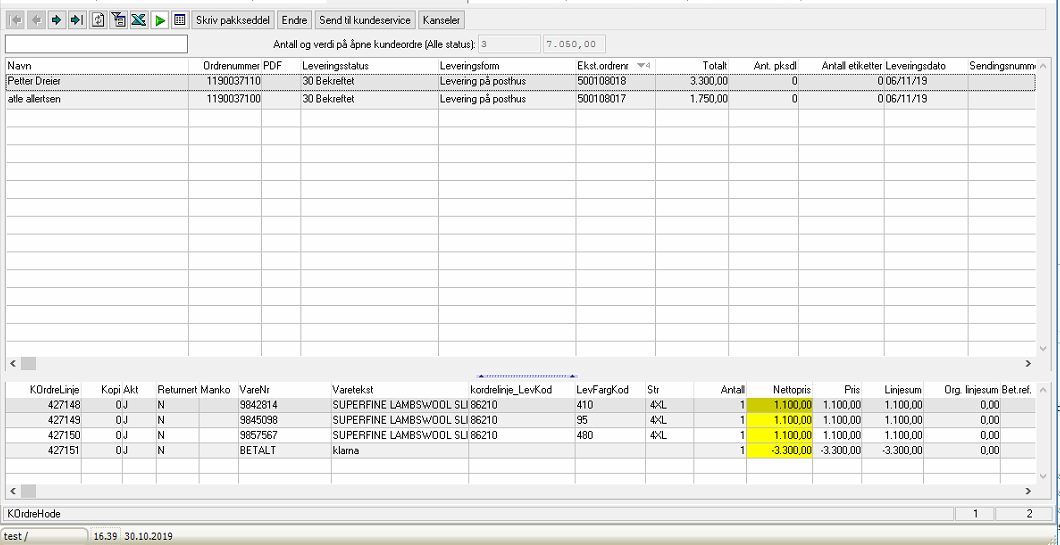 Skriv pakkseddel Endre Send til kundeservice Kanseler
Antall og verdi på åpne kundeordre (Alle status): 3 7.050,00
Navn Ordrenummer PDF Leveringsstatus Leveringsform Ekst.ordrenr Totalt Ant. pksdl Antall etiketter Leveringsdato Sendingsnumme
Petter Dreier 1190037110 30 Bekreftet Levering på posthus 500108018 3.300,00 0 0 06/11/19
atle allertsen 1190037100 30 Bekreftet Levering på posthus 500108017 1.750,00 0 0 06/11/19
KOrdreLinje Kopi Akt Returnert Manko VareNr Varetekst kordrelinje_LevKod LevFargKod Str Antall Nettopris Pris Linjesum Org. linjesum Bet.ref.
427148 0 J N 9842814 SUPERFINE LAMBSWOOL SLI 86210 410 4XL 1 1.100,00 1.100,00 1.100,00 0,00
427149 0 J N 9845098 SUPERFINE LAMBSWOOL SLI 86210 95 4XL 1 1.100,00 1.100,00 1.100,00 0,00
427150 0 J N 9857567 SUPERFINE LAMBSWOOL SLI 86210 480 4XL 1 1.100,00 1.100,00 1.100,00 0,00
427151 0 J N BETALT klarna 1 -3.300,00 -3.300,00 -3.300,00 0,00
KOrdreHode 1 2
test / 16.39 30.10.2019